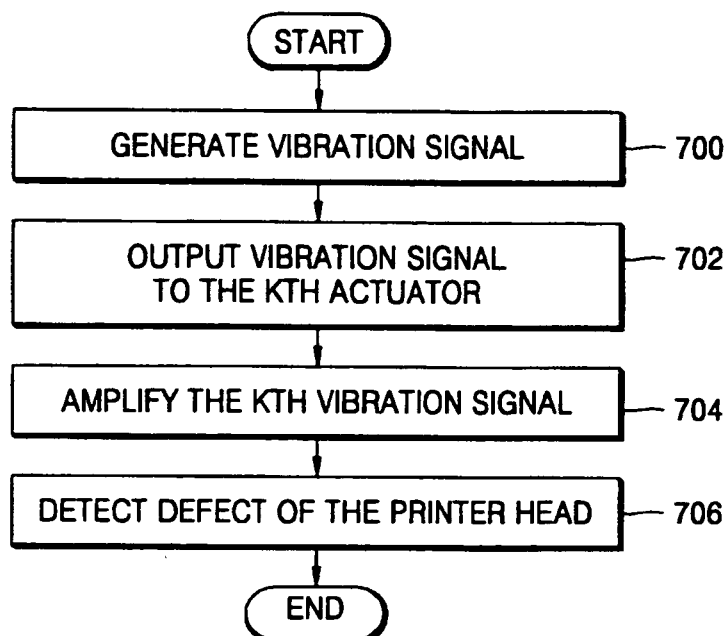 START
GENERATE VIBRATION SIGNAL
700
OUTPUT VIBRATION SIGNAL
TO THE KTH ACTUATOR
702
AMPLIFY THE KTH VIBRATION SIGNAL
704
DETECT DEFECT OF THE PRINTER HEAD
706
END